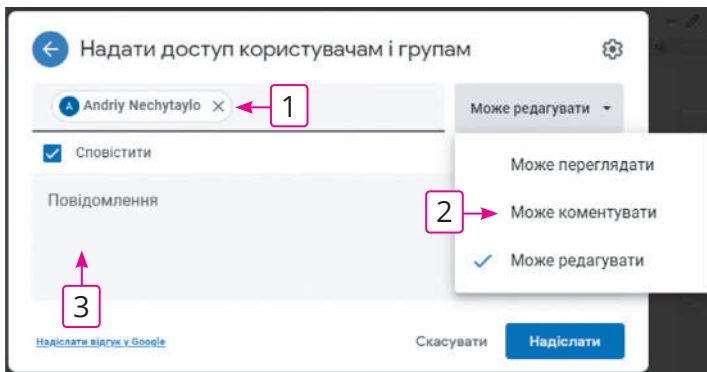 Надати доступ користувачам і групам
A Andriy Nechytaylo × 1
Може редагувати
Сповістити
Може переглядати
Повідомлення
2 Може коментувати
Може редагувати
3
Надіслати відгук у Google
Скасувати
Надіслати